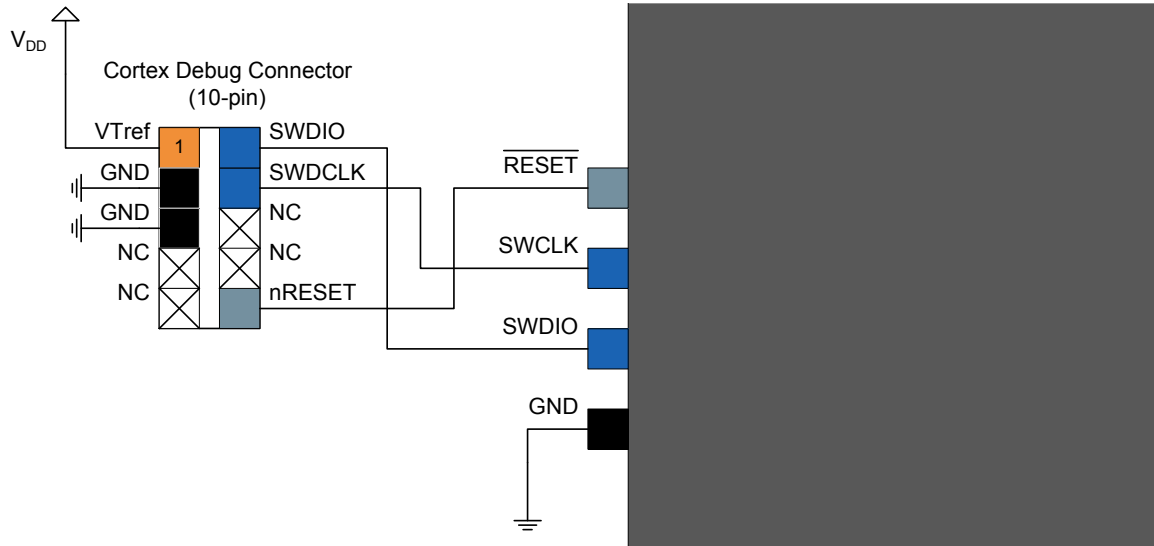 V_DD
Cortex Debug Connector
(10-pin)
VTref
1
SWDIO
GND
SWDCLK
GND
NC
NC
NC
NC
nRESET
RESET
SWCLK
SWDIO
GND